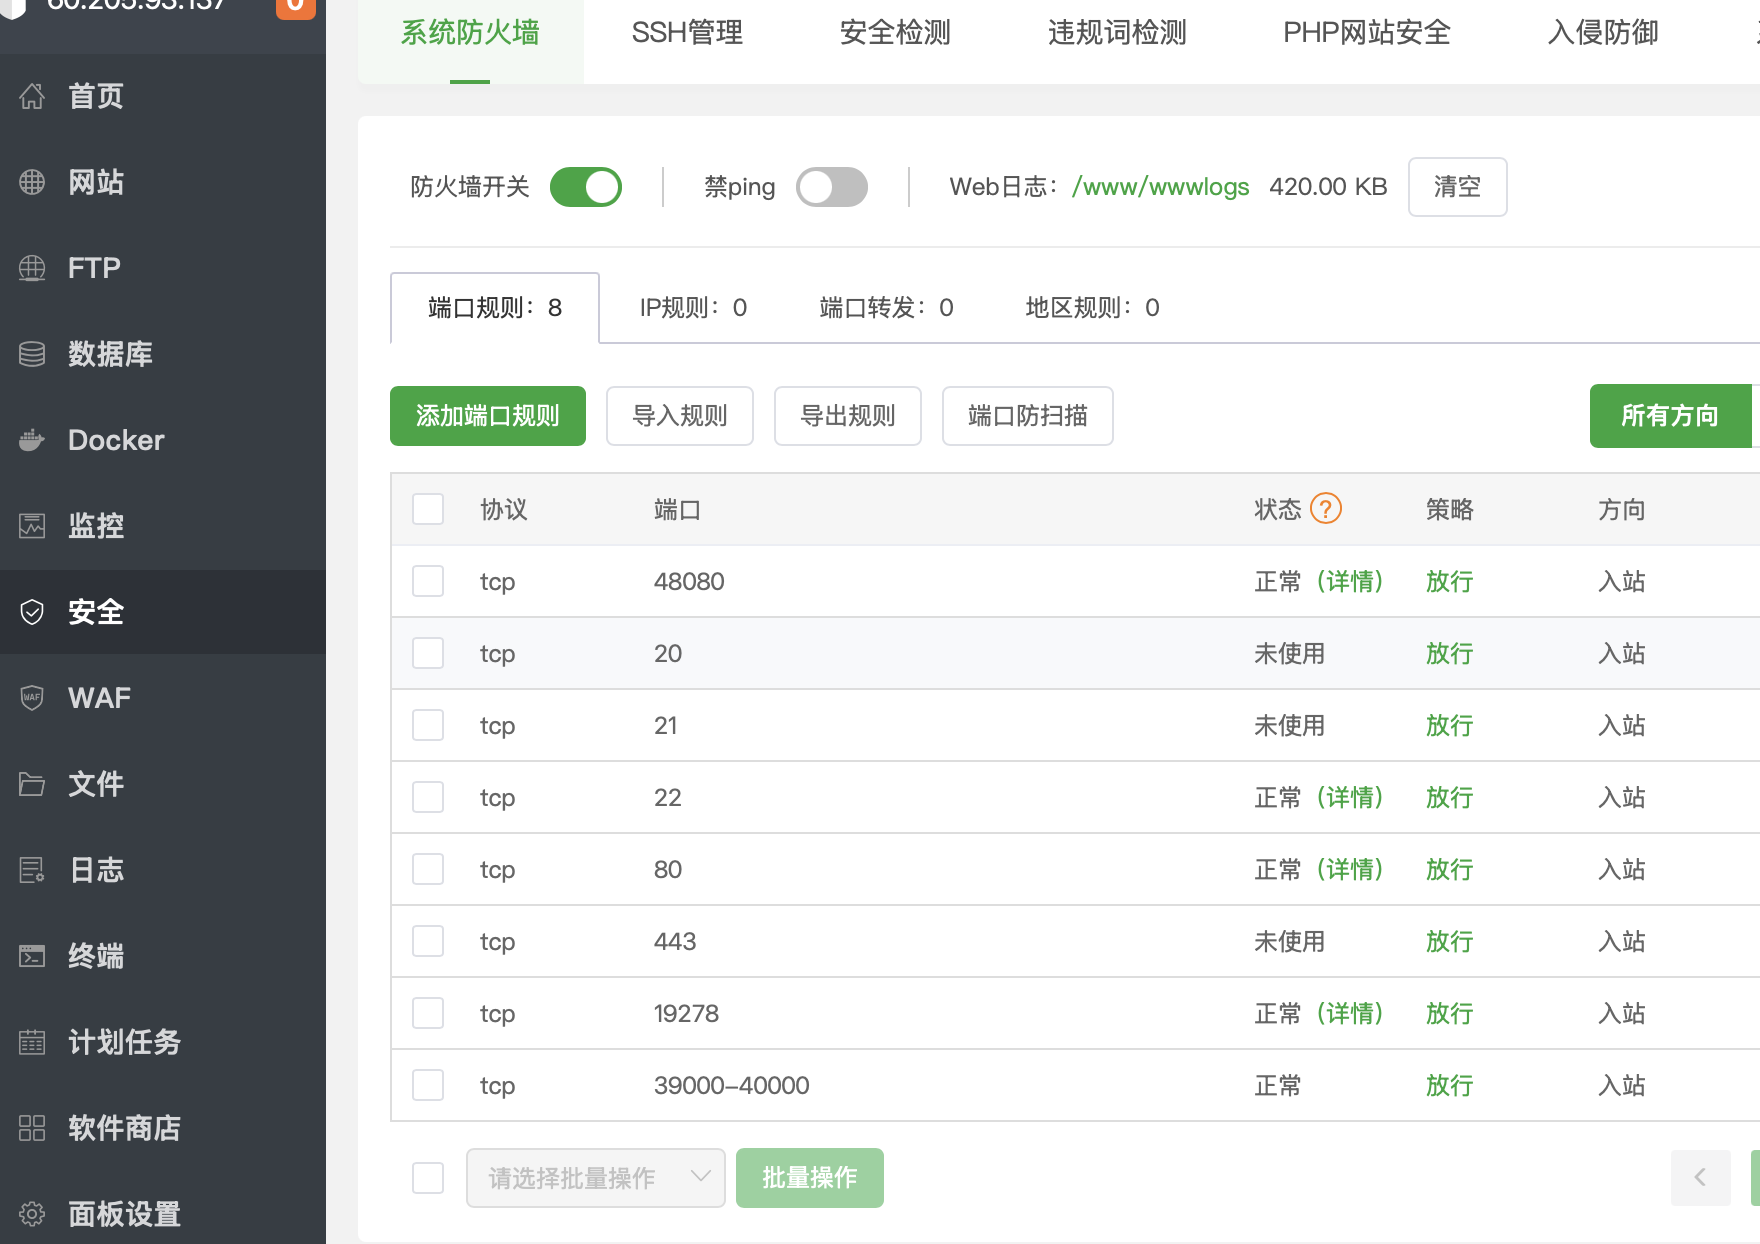 60.205.93.137
0
首页
网站
FTP
数据库
Docker
监控
安全
WAF
WAF
文件
日志
终端
计划任务
软件商店
面板设置
系统防火墙 SSH管理 安全检测 违规词检测 PHP网站安全 入侵防御
防火墙开关 禁ping Web日志：/www/wwwlogs 420.00 KB 清空
端口规则：8 IP规则：0 端口转发：0 地区规则：0
添加端口规则 导入规则 导出规则 端口防扫描 所有方向
协议 端口 状态 ? 策略 方向
tcp 48080 正常（详情） 放行 入站
tcp 20 未使用 放行 入站
tcp 21 未使用 放行 入站
tcp 22 正常（详情） 放行 入站
tcp 80 正常（详情） 放行 入站
tcp 443 未使用 放行 入站
tcp 19278 正常（详情） 放行 入站
tcp 39000-40000 正常 放行 入站
请选择批量操作 批量操作